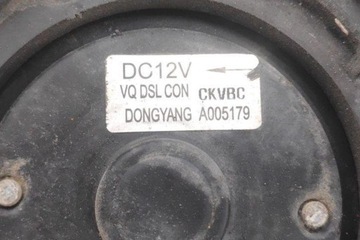 DC12V
VQ DSL CON CKVBC
DONGYANG A005179